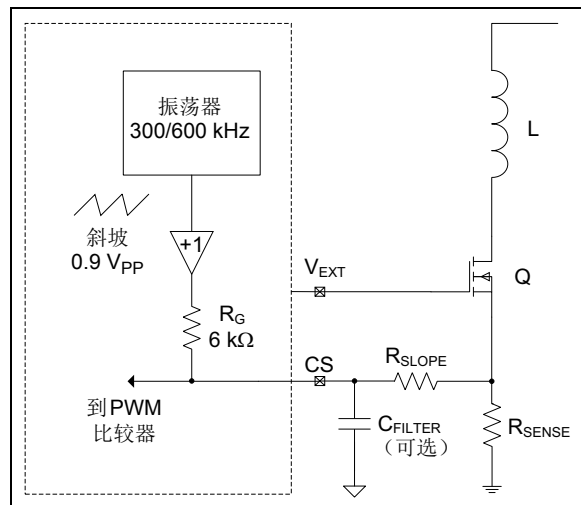 振荡器
300/600 kHz
L
斜坡
0.9 VPP
+1
VEXT
Q
RG
6 kΩ
CS
RSLOPE
到PWM
比较器
CFILTER
（可选）
RSENSE